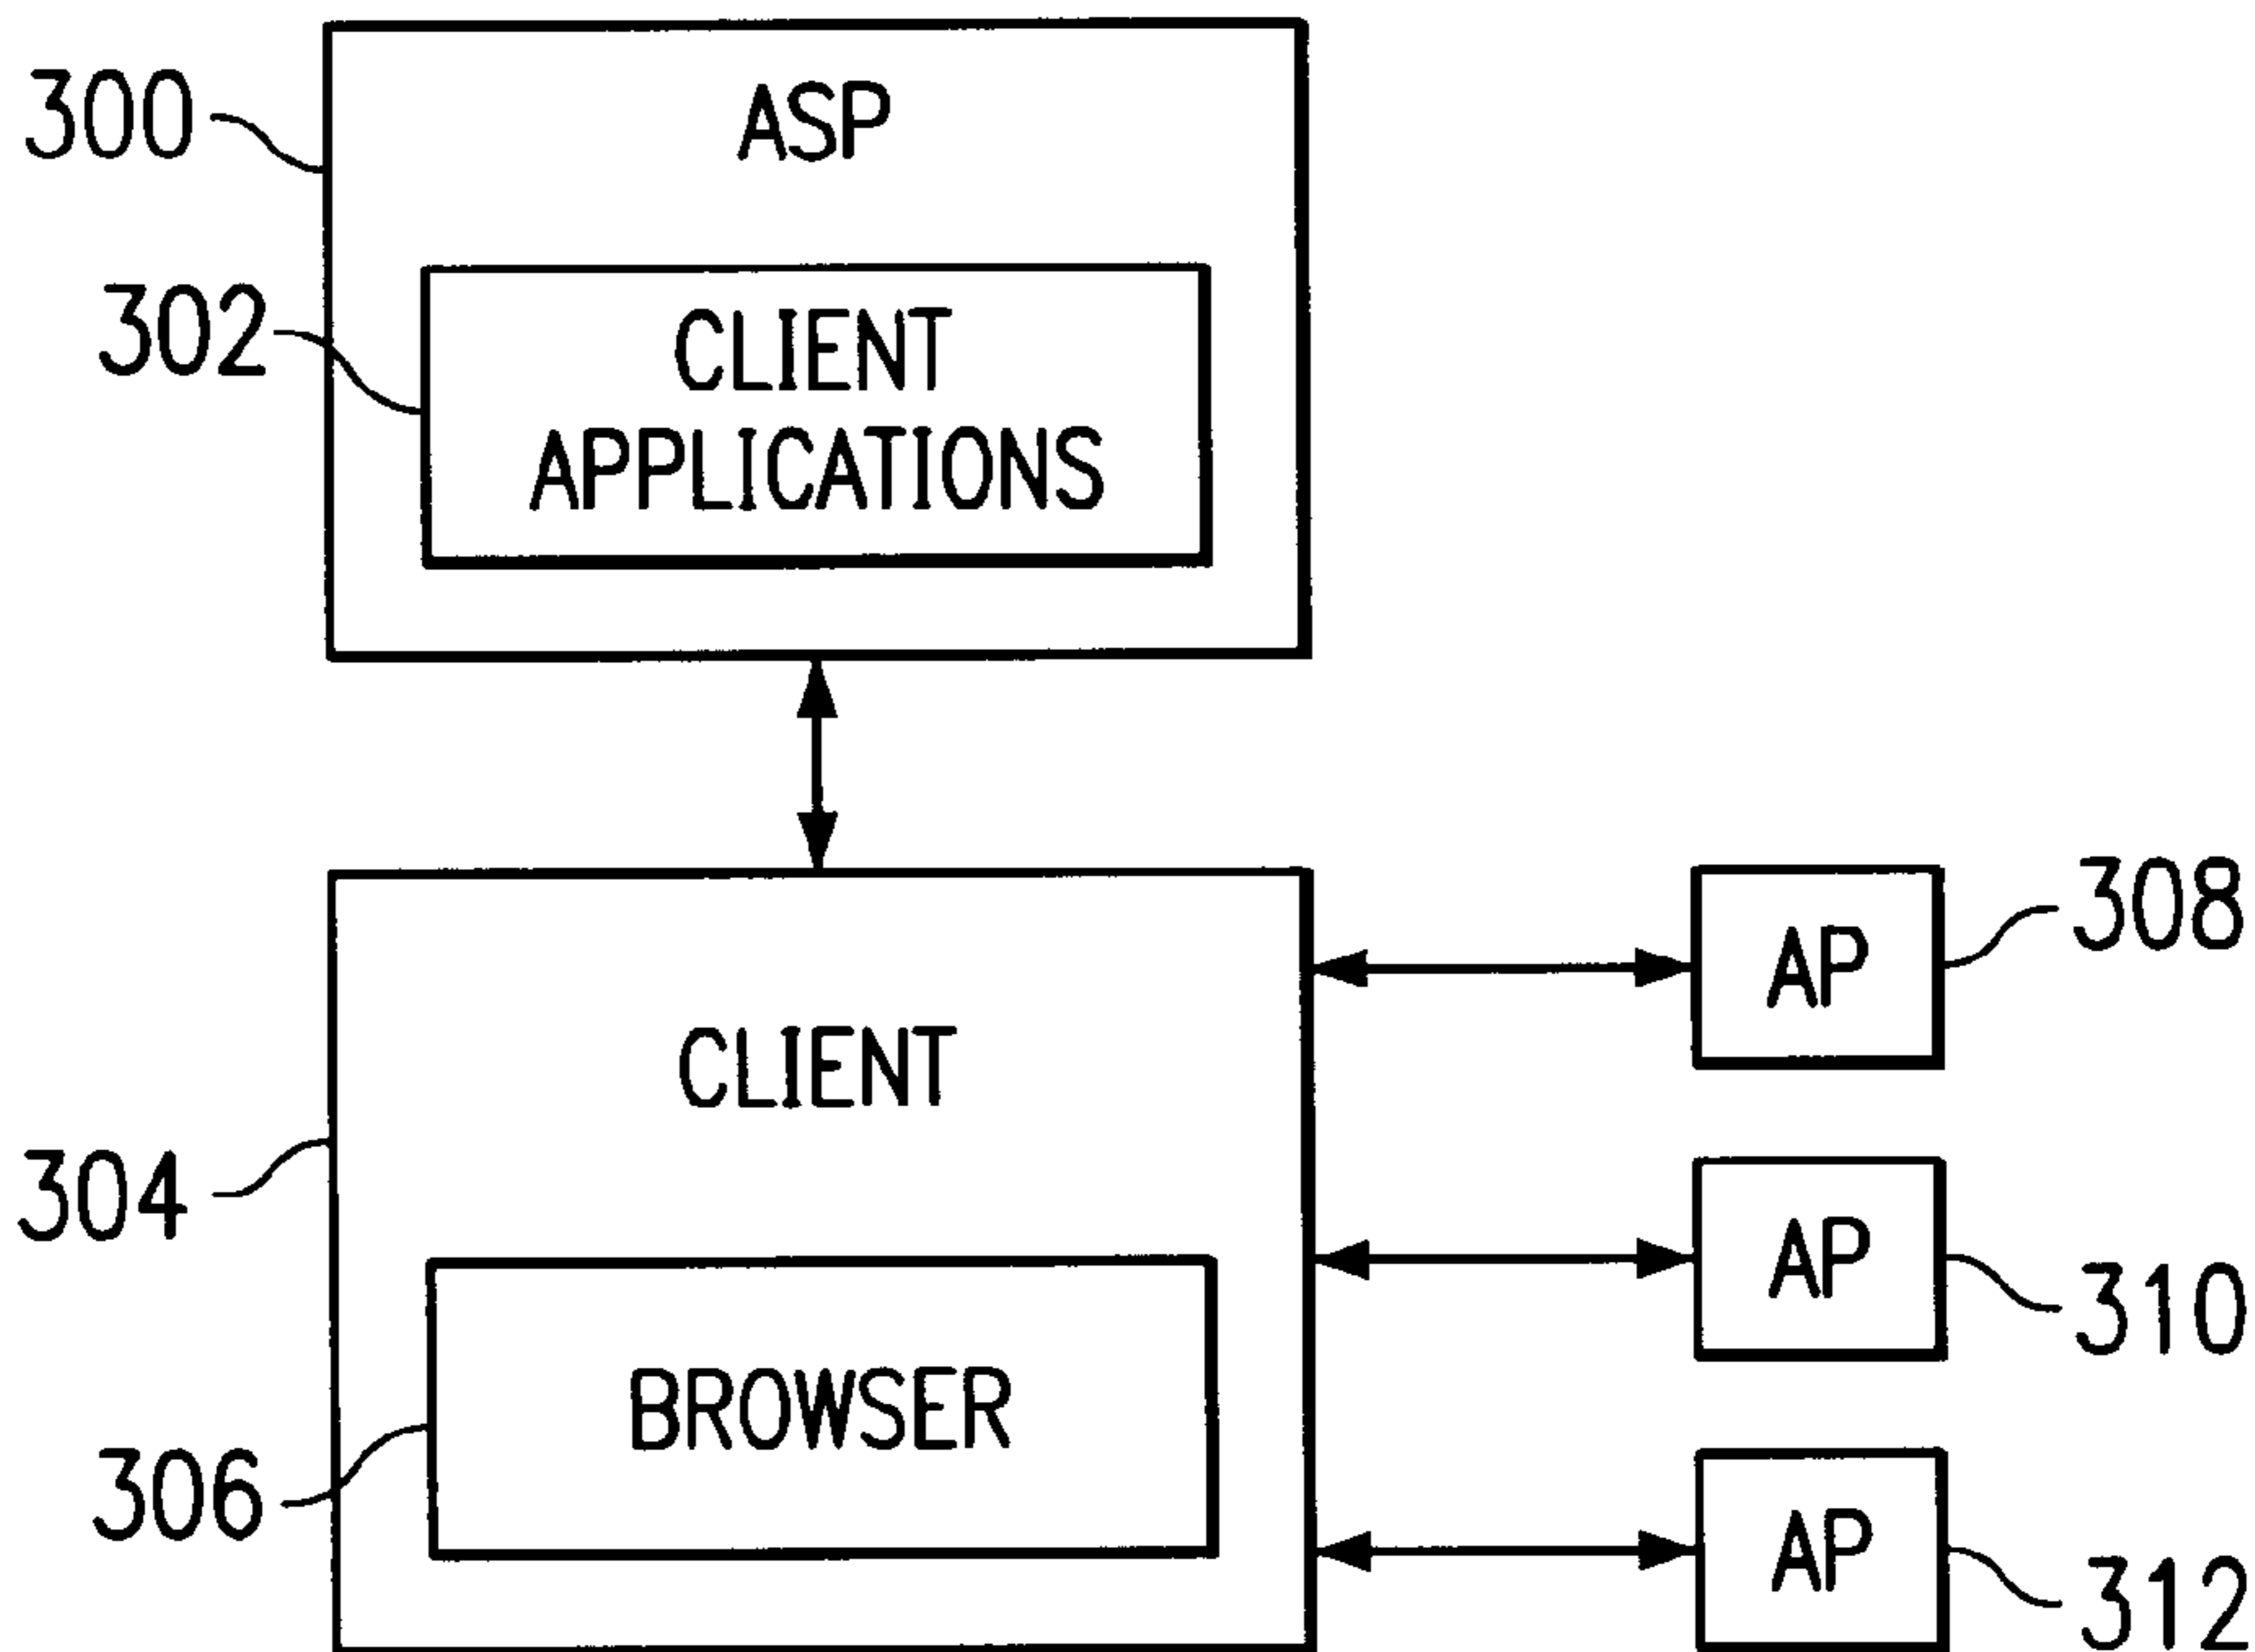 300
ASP
302
CLIENT
APPLICATIONS
304
CLIENT
306
BROWSER
AP
308
AP
310
AP
312